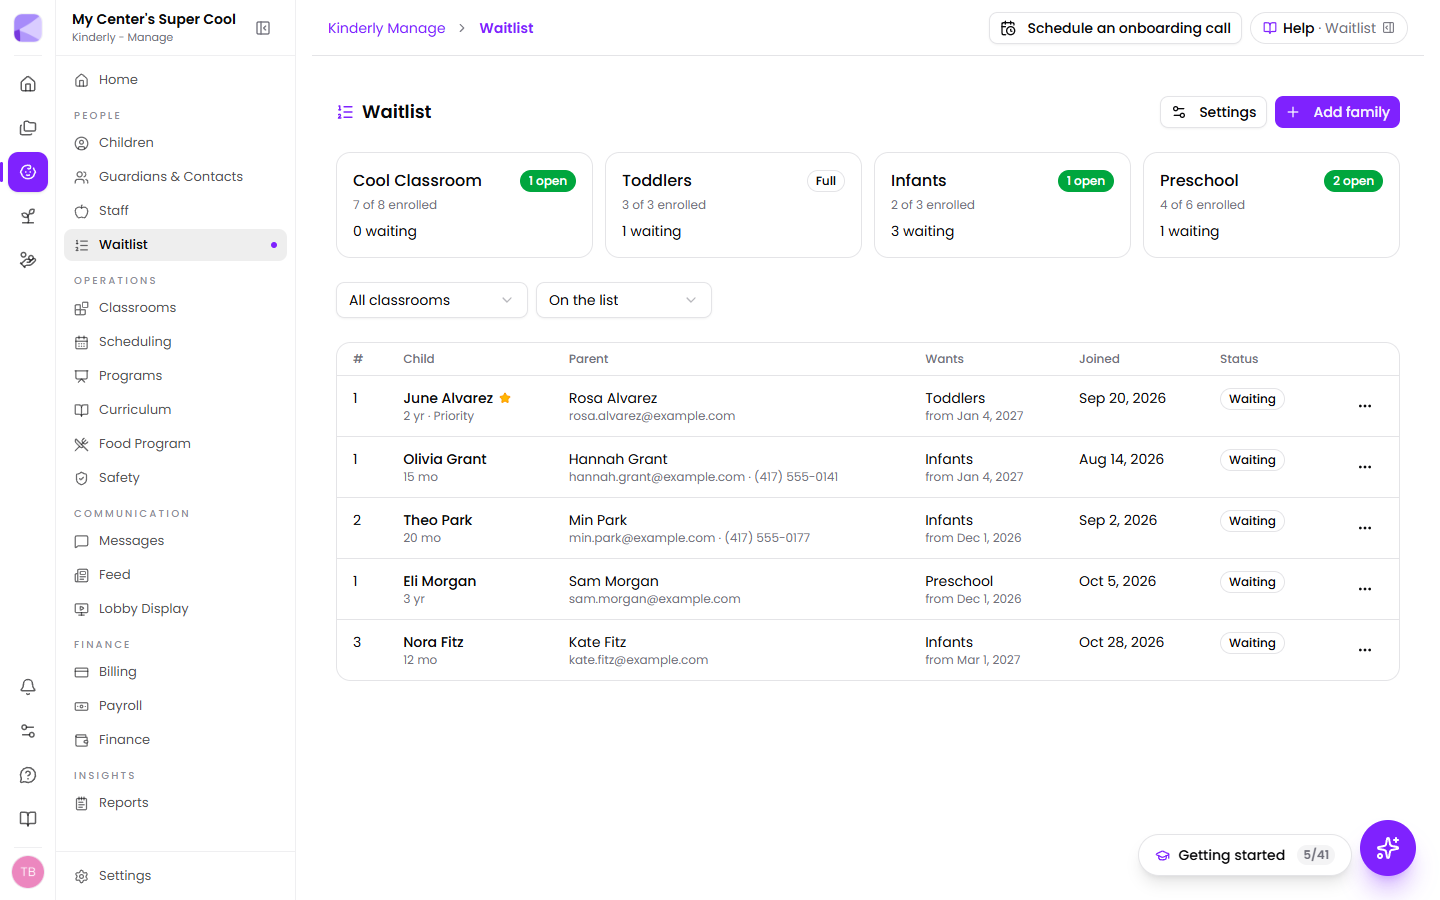 My Center's Super Cool
Kinderly - Manage
Home
PEOPLE
Children
Guardians & Contacts
Staff
Waitlist
OPERATIONS
Classrooms
Scheduling
Programs
Curriculum
Food Program
Safety
COMMUNICATION
Messages
Feed
Lobby Display
FINANCE
Billing
Payroll
Finance
INSIGHTS
Reports
Settings
TB
Kinderly Manage > Waitlist
Schedule an onboarding call
Help · Waitlist
Waitlist
Settings
+ Add family
Cool Classroom 1 open
7 of 8 enrolled
0 waiting
Toddlers Full
3 of 3 enrolled
1 waiting
Infants 1 open
2 of 3 enrolled
3 waiting
Preschool 2 open
4 of 6 enrolled
1 waiting
All classrooms
On the list
# Child Parent Wants Joined Status
1 June Alvarez Rosa Alvarez Toddlers Sep 20, 2026 Waiting ...
2 yr · Priority rosa.alvarez@example.com from Jan 4, 2027
1 Olivia Grant Hannah Grant Infants Aug 14, 2026 Waiting ...
15 mo hannah.grant@example.com · (417) 555-0141 from Jan 4, 2027
2 Theo Park Min Park Infants Sep 2, 2026 Waiting ...
20 mo min.park@example.com · (417) 555-0177 from Dec 1, 2026
1 Eli Morgan Sam Morgan Preschool Oct 5, 2026 Waiting ...
3 yr sam.morgan@example.com from Dec 1, 2026
3 Nora Fitz Kate Fitz Infants Oct 28, 2026 Waiting ...
12 mo kate.fitz@example.com from Mar 1, 2027
Getting started 5/41